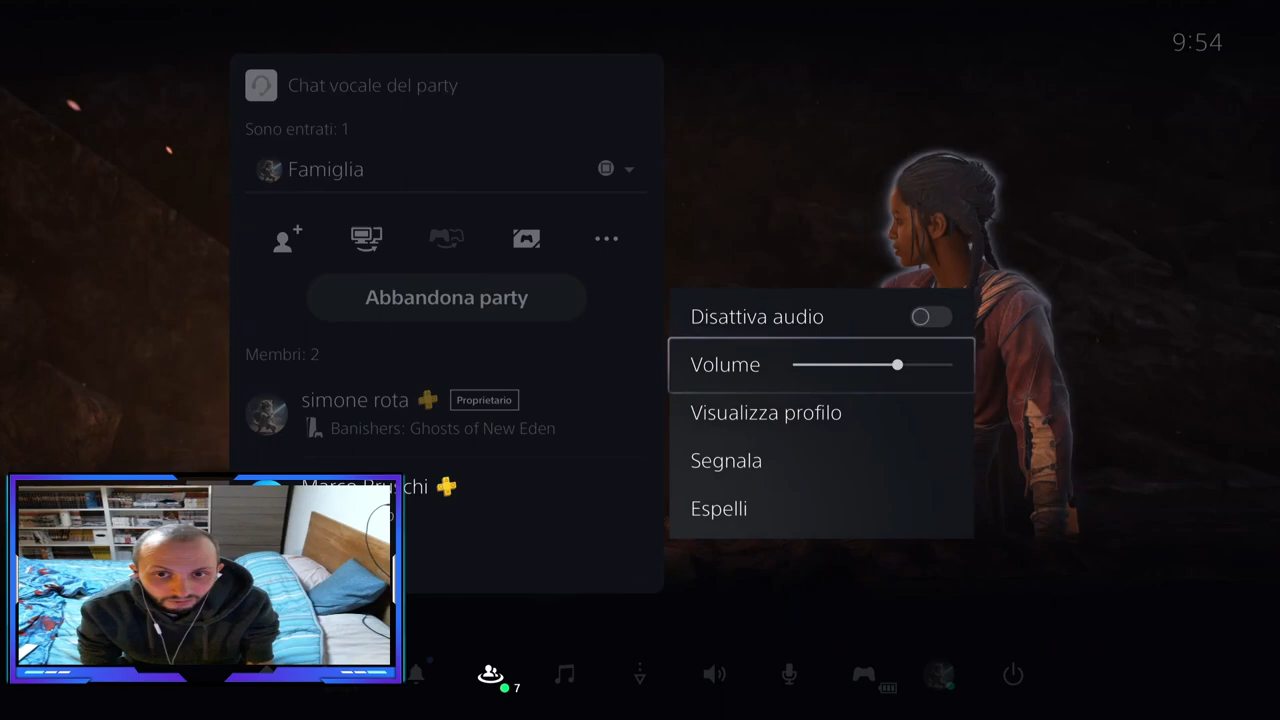 9:54
Chat vocale del party
Sono entrati: 1
Famiglia
Abbandona party
Membri: 2
simone rota Proprietario
Banishers: Ghosts of New Eden
Disattiva audio
Volume
Visualizza profilo
Segnala
Espelli
7